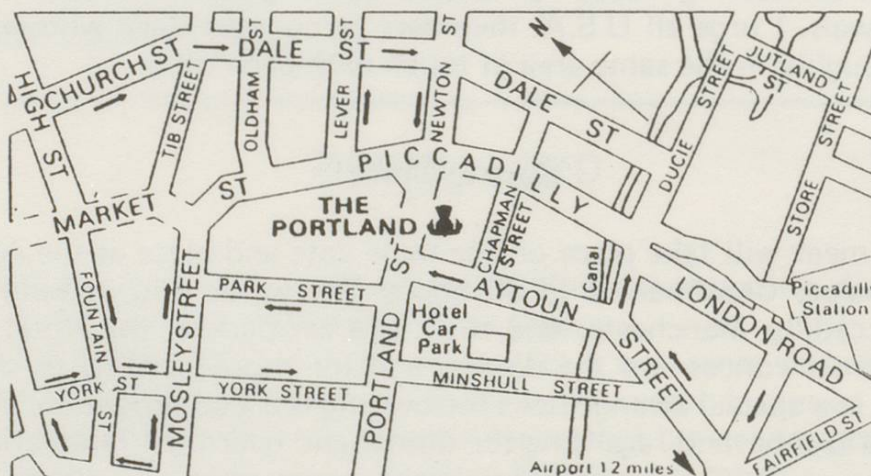 HIGH ST
CHURCH ST
DALE ST
TIB STREET
OLDHAM ST
LEVER ST
NEWTON ST
N
DALE ST
DUCIE STREET
JUTLAND ST
STORE STREET
MARKET ST
PICCADILLY
THE
PORTLAND
CHAPMAN
STREET
Canal
FOUNTAIN ST
MOSLEY STREET
PARK STREET
PORTLAND ST
AYTOUN STREET
LONDON ROAD
Piccadilly
Station
Hotel
Car
Park
YORK ST
YORK STREET
MINSHULL STREET
FAIRFIELD ST
Airport 12 miles